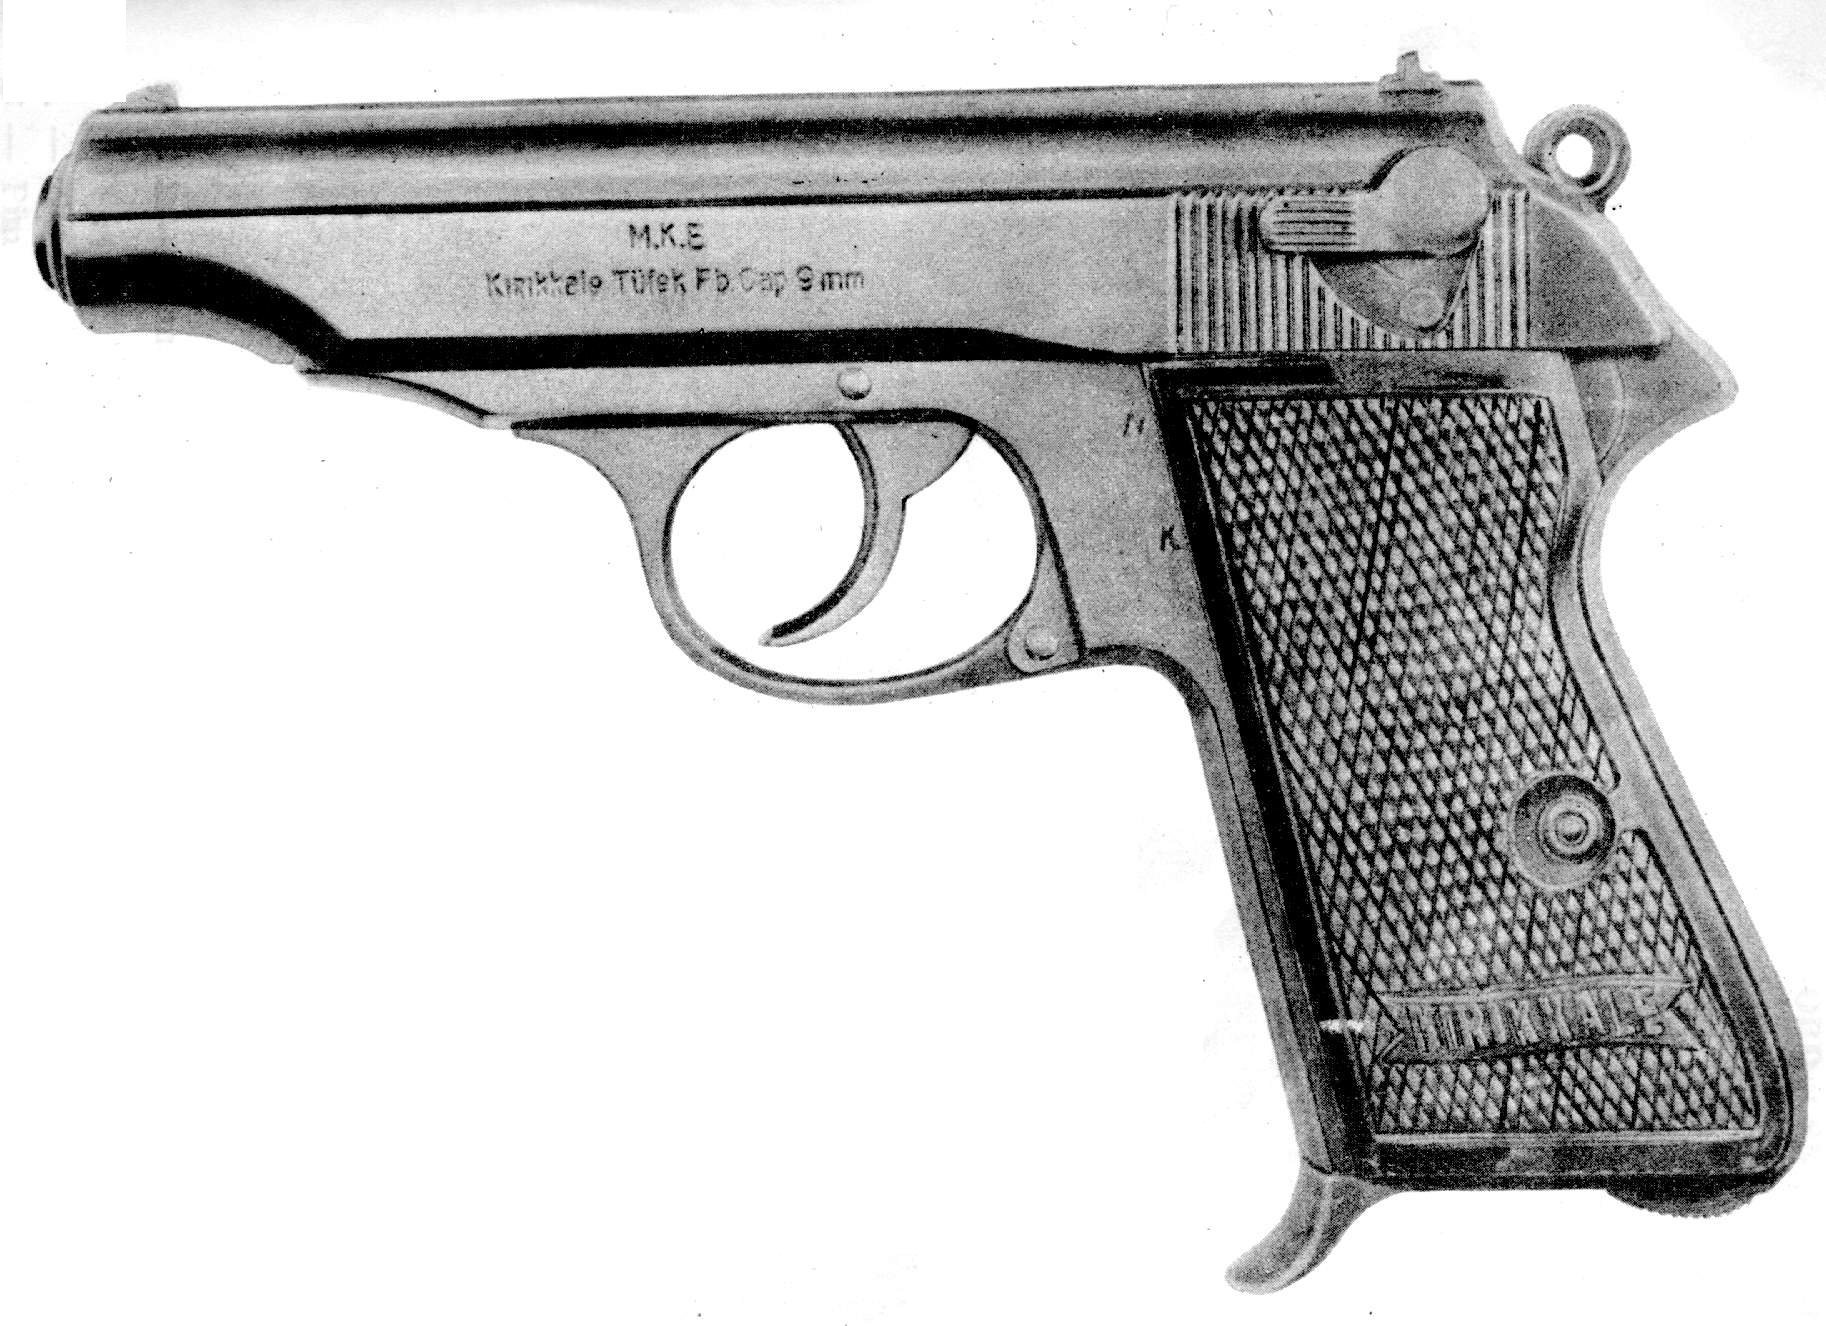 M.K.E
Kırıkkale Tüfek Fb. Cap 9 mm
K
KIRIKKALE